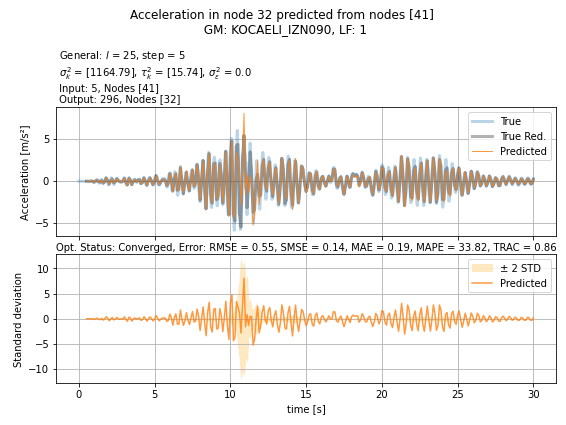 Acceleration in node 32 predicted from nodes [41]
GM: KOCAELI_IZN090, LF: 1
General: l = 25, step = 5
σ²ₖ = [1164.79], τ²ₖ = [15.74], σ²ε = 0.0
Input: 5, Nodes [41]
Output: 296, Nodes [32]
Acceleration [m/s²]
5
0
−5
True
True Red.
Predicted
Opt. Status: Converged, Error: RMSE = 0.55, SMSE = 0.14, MAE = 0.19, MAPE = 33.82, TRAC = 0.86
Standard deviation
10
5
0
−5
−10
± 2 STD
Predicted
0 5 10 15 20 25 30
time [s]